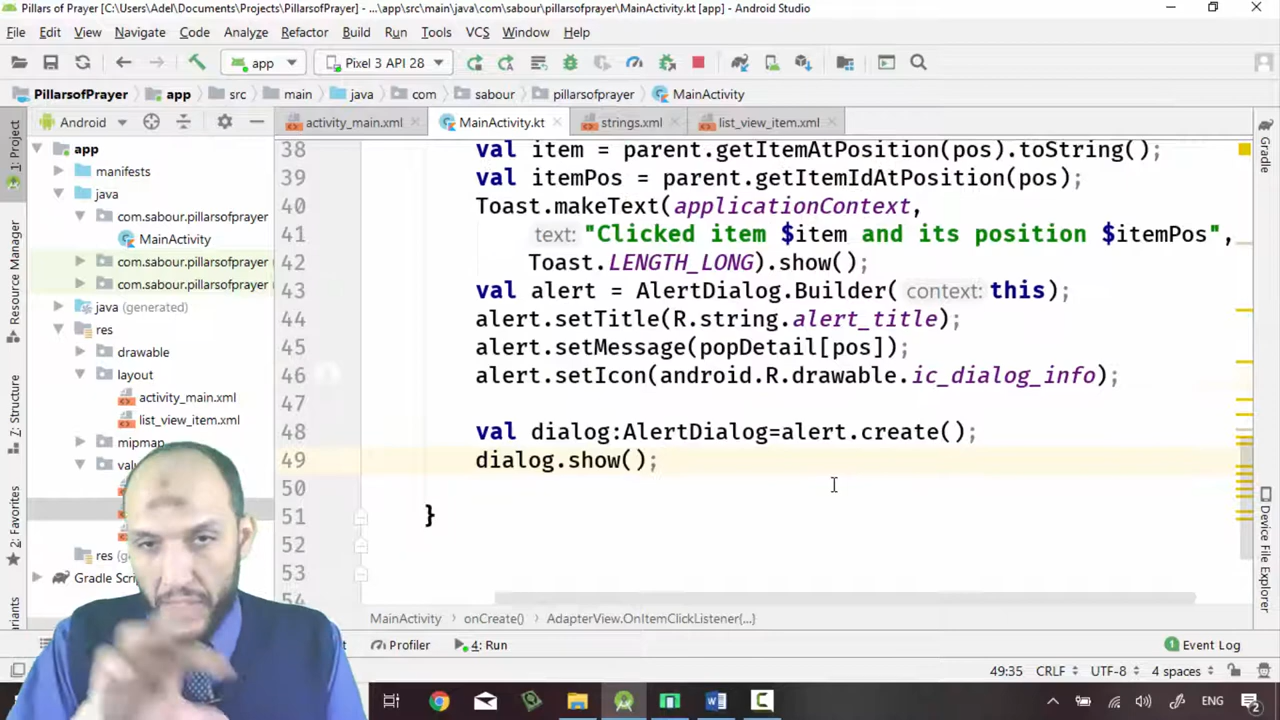 Pillars of Prayer [C:\Users\Adel\Documents\Projects\PillarsofPrayer] - ...\app\src\main\java\com\sabour\pillarsofprayer\MainActivity.kt [app] - Android Studio
File Edit View Navigate Code Analyze Refactor Build Run Tools VCS Window Help
app Pixel 3 API 28
PillarsofPrayer app src main java com sabour pillarsofprayer MainActivity
Android activity_main.xml MainActivity.kt strings.xml list_view_item.xml
1: Project
Resource Manager
Z: Structure
2: Favorites
app
manifests
java
com.sabour.pillarsofprayer
MainActivity
com.sabour.pillarsofprayer
com.sabour.pillarsofprayer
java (generated)
res
drawable
layout
activity_main.xml
list_view_item.xml
mipmap
res
38 val item = parent.getItemAtPosition(pos).toString();
39 val itemPos = parent.getItemIdAtPosition(pos);
40 Toast.makeText(applicationContext,
41 text: "Clicked item $item and its position $itemPos",
42 Toast.LENGTH_LONG).show();
43 val alert = AlertDialog.Builder( context: this);
44 alert.setTitle(R.string.alert_title);
45 alert.setMessage(popDetail[pos]);
46 alert.setIcon(android.R.drawable.ic_dialog_info);
47
48 val dialog:AlertDialog=alert.create();
49 dialog.show();
50
51 }
52
53
54
Gradle
Device File Explorer
MainActivity onCreate() AdapterView.OnItemClickListener{...}
Profiler 4: Run 1 Event Log
49:35 CRLF UTF-8 4 spaces
ENG 2